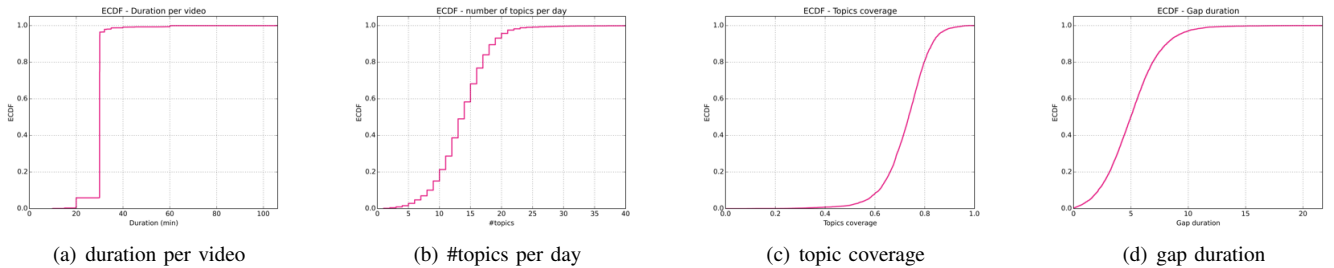 ECDF - Duration per video
1.0
0.8
0.6
0.4
0.2
0.0
ECDF
0 20 40 60 80 100
Duration (min)
(a) duration per video
ECDF - number of topics per day
1.0
0.8
0.6
0.4
0.2
0.0
ECDF
0 5 10 15 20 25 30 35 40
#topics
(b) #topics per day
ECDF - Topics coverage
1.0
0.8
0.6
0.4
0.2
0.0
ECDF
0.0 0.2 0.4 0.6 0.8 1.0
Topics coverage
(c) topic coverage
ECDF - Gap duration
1.0
0.8
0.6
0.4
0.2
0.0
ECDF
0 5 10 15 20
Gap duration
(d) gap duration